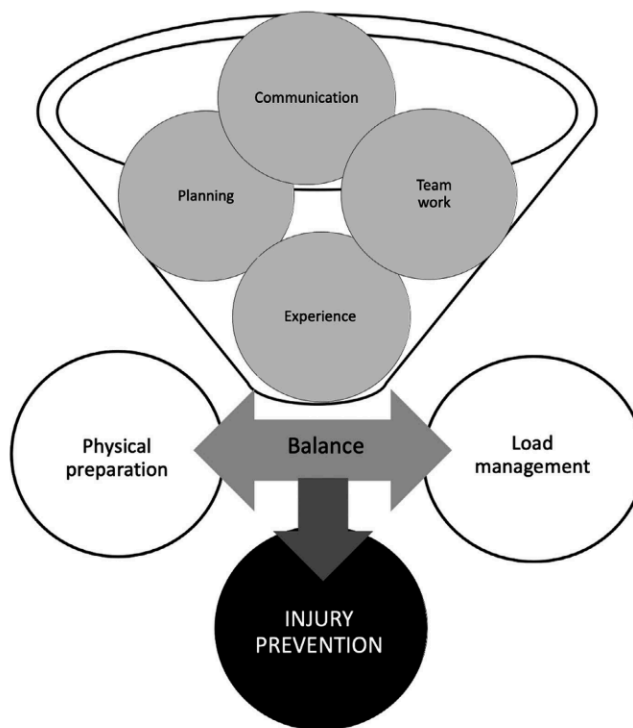 Communication
Planning
Team
work
Experience
Physical
preparation
Balance
Load
management
INJURY
PREVENTION